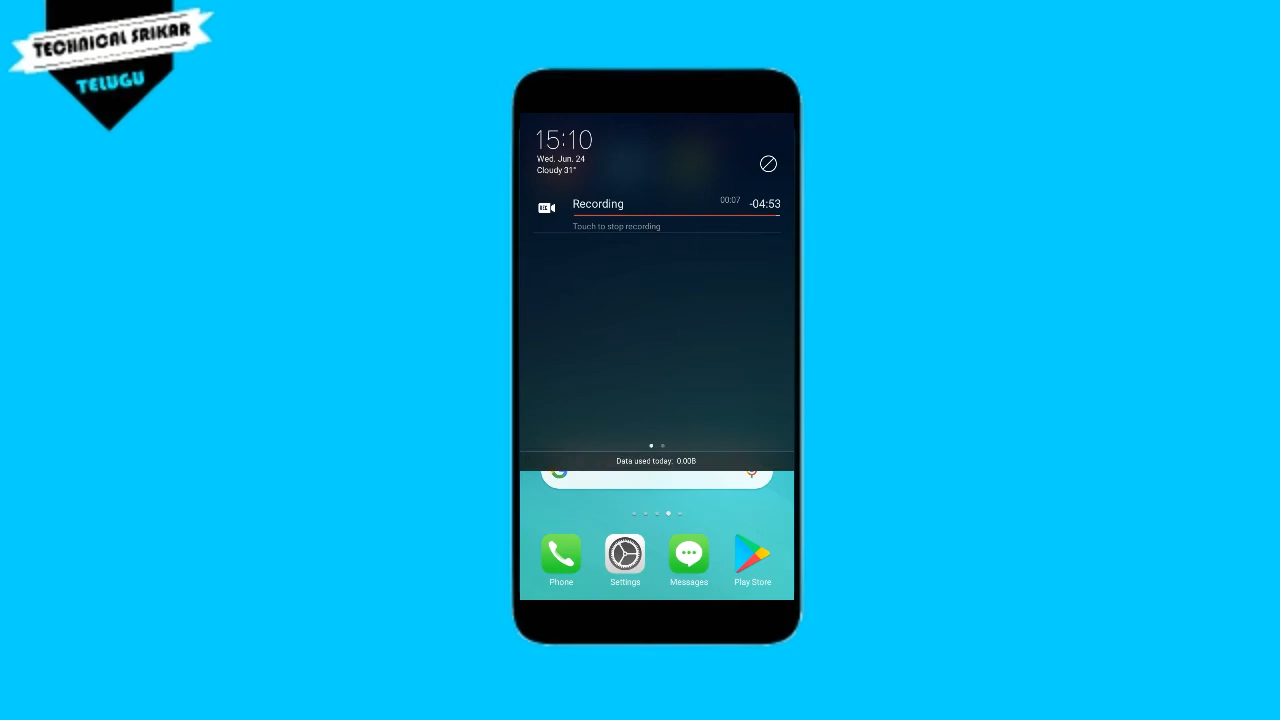 TECHNICAL SRIKAR
TELUGU
15:10
Wed. Jun. 24
Cloudy 31°
REC
Recording
00:07
-04:53
Touch to stop recording
Data used today: 0.00B
Phone
Settings
Messages
Play Store